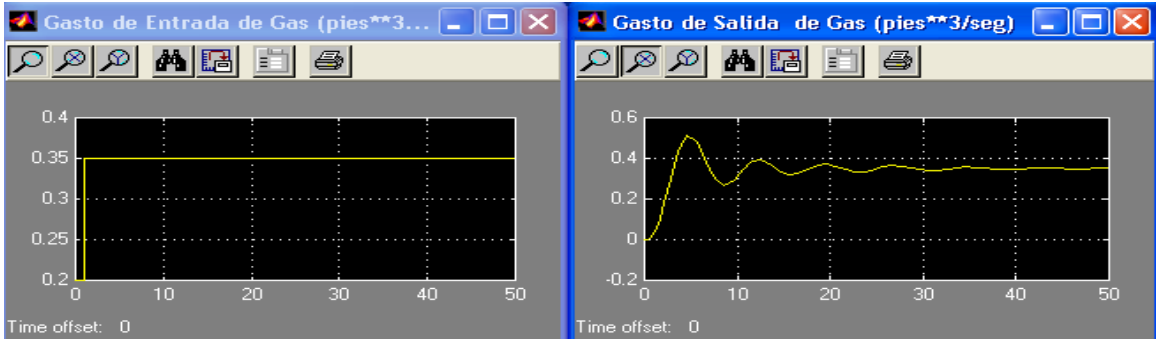 Gasto de Entrada de Gas (pies**3...
0.4
0.35
0.3
0.25
0.2
0 10 20 30 40 50
Time offset: 0
Gasto de Salida de Gas (pies**3/seg)
0.6
0.4
0.2
0
-0.2
0 10 20 30 40 50
Time offset: 0